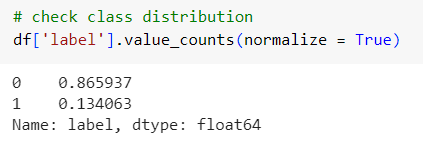 # check class distribution
df['label'].value_counts(normalize = True)
0    0.865937
1    0.134063
Name: label, dtype: float64